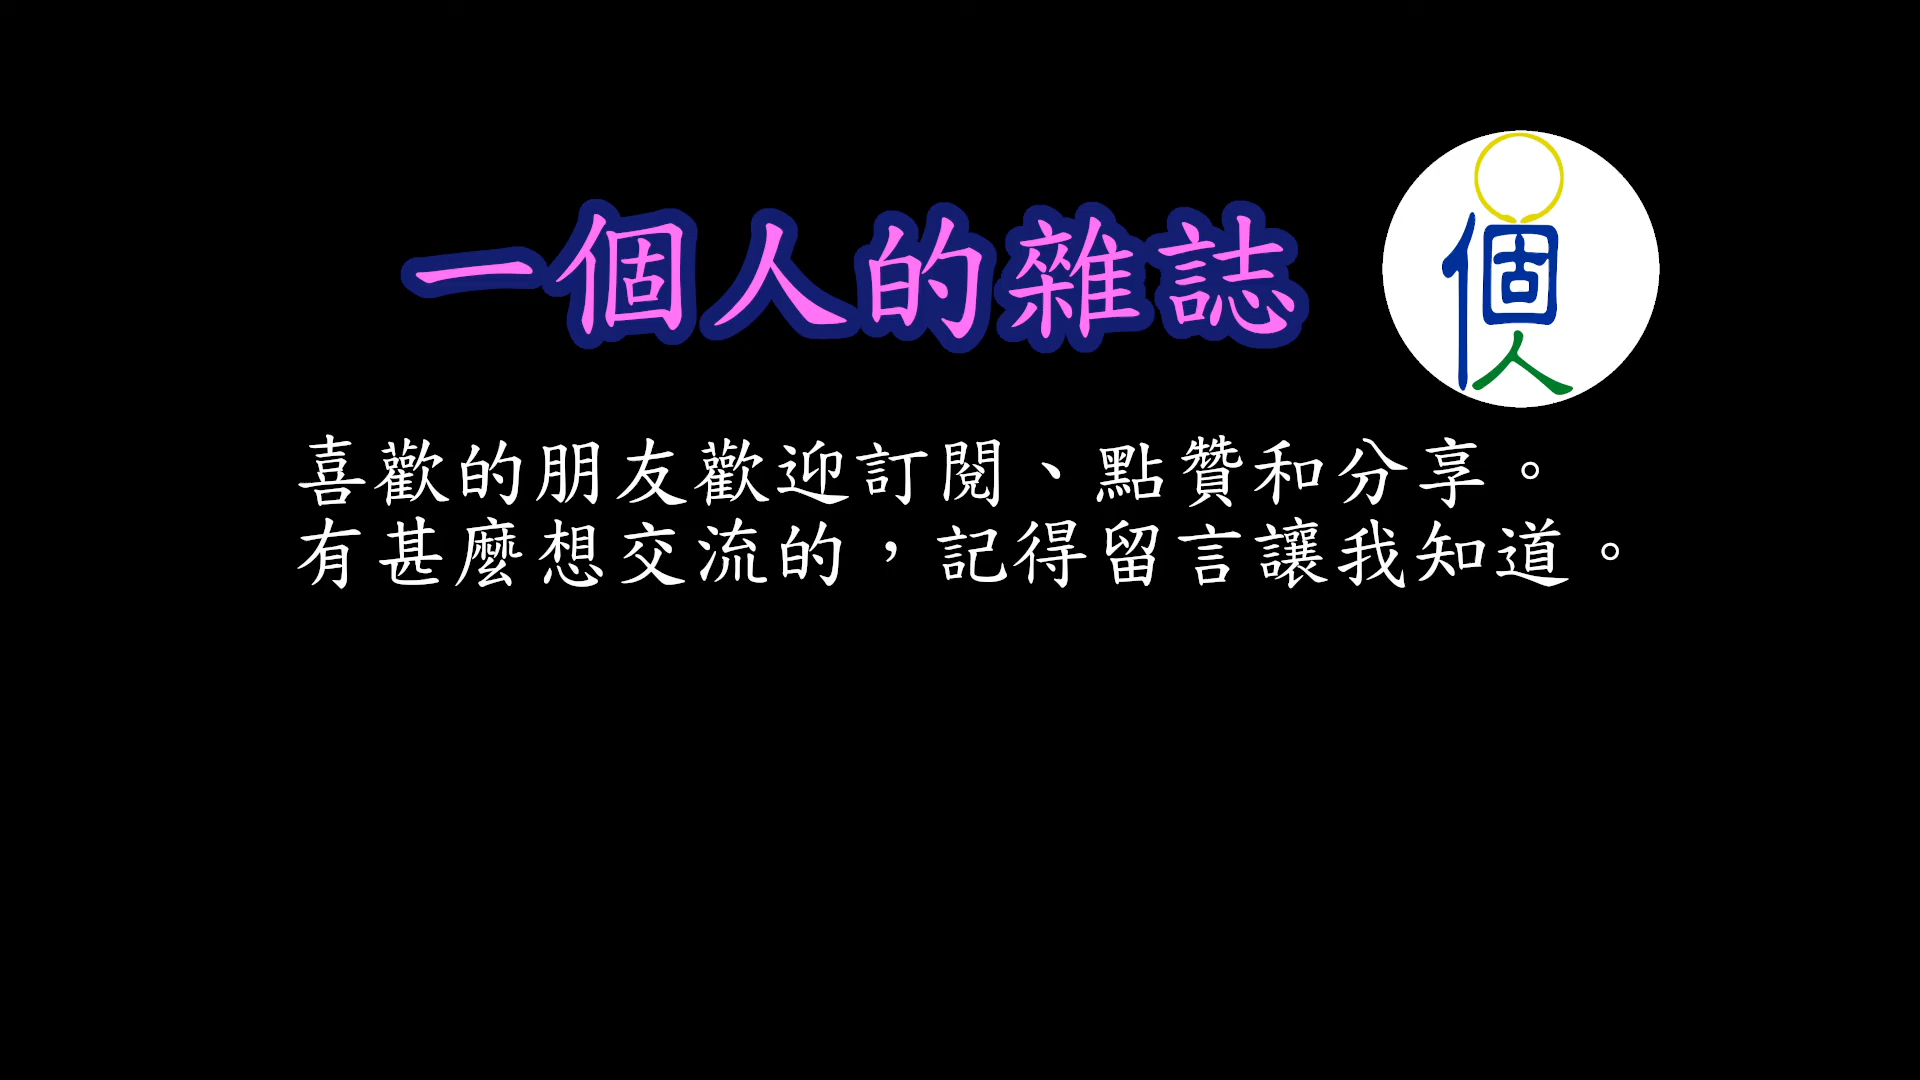 一個人的雜誌
個
人
喜歡的朋友歡迎訂閱、點贊和分享。
有甚麼想交流的，記得留言讓我知道。